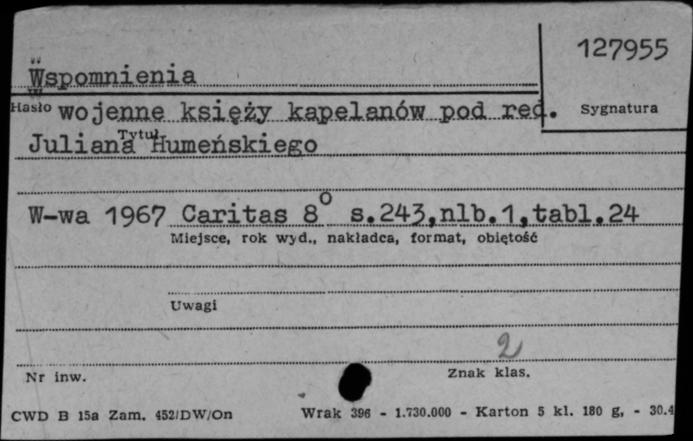 127955
Wspomnienia
Hasło wojenne księży kapelanów pod red. Sygnatura
Tytuł
Juliana Humeńskiego
W-wa 1967 Caritas 8° s.243,nlb.1,tabl.24
Miejsce, rok wyd., nakładca, format, obiętość
Uwagi
2
Nr inw. Znak klas.
CWD B 15a Zam. 452/DW/On Wrak 396 - 1.730.000 - Karton 5 kl. 180 g, - 30.4